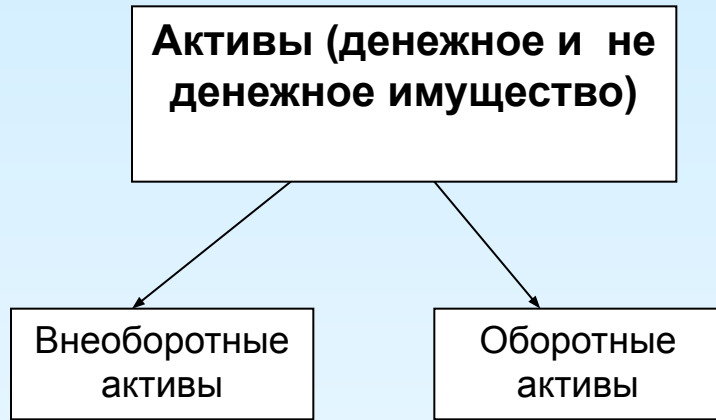 Активы (денежное и не
денежное имущество)
Внеоборотные
активы
Оборотные
активы